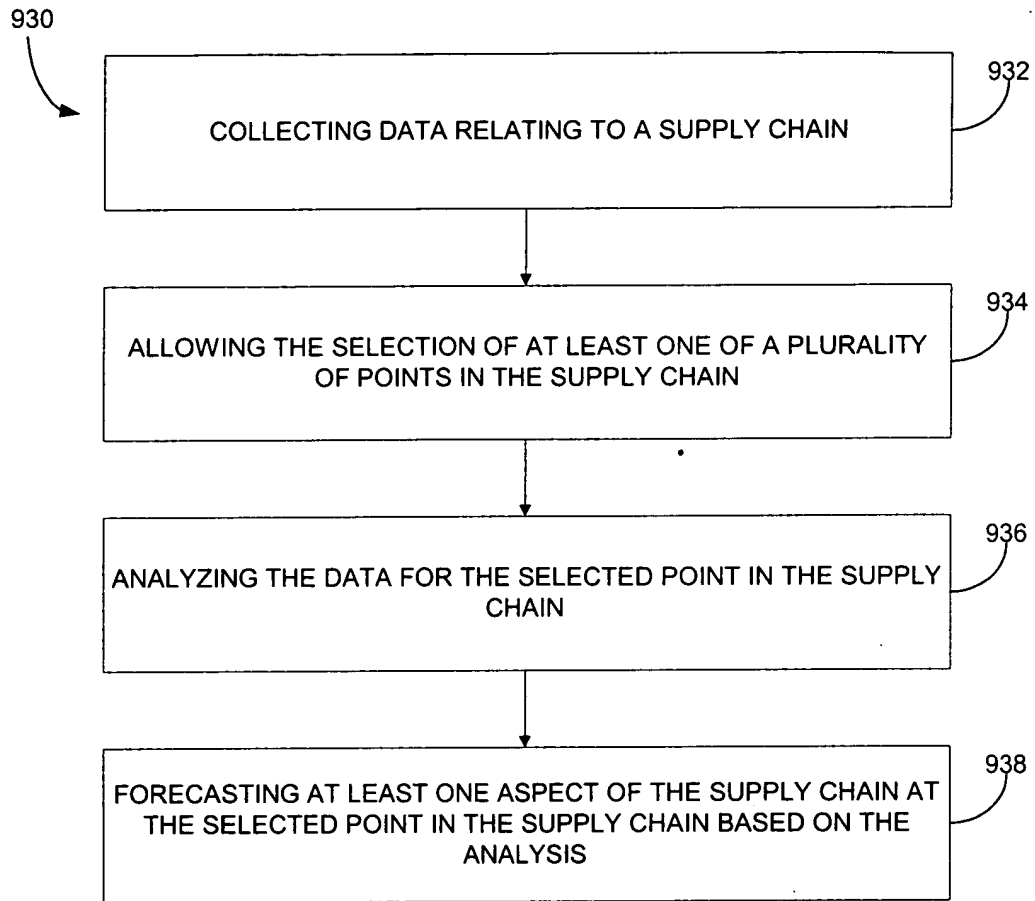 930
932
COLLECTING DATA RELATING TO A SUPPLY CHAIN
934
ALLOWING THE SELECTION OF AT LEAST ONE OF A PLURALITY
OF POINTS IN THE SUPPLY CHAIN
936
ANALYZING THE DATA FOR THE SELECTED POINT IN THE SUPPLY
CHAIN
938
FORECASTING AT LEAST ONE ASPECT OF THE SUPPLY CHAIN AT
THE SELECTED POINT IN THE SUPPLY CHAIN BASED ON THE
ANALYSIS